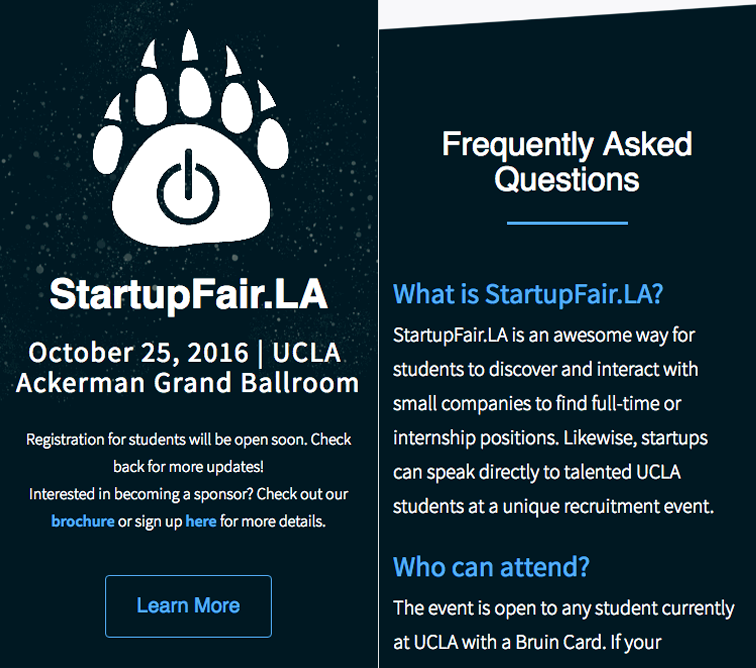 StartupFair.LA
October 25, 2016 | UCLA
Ackerman Grand Ballroom
Registration for students will be open soon. Check
back for more updates!
Interested in becoming a sponsor? Check out our
brochure or sign up here for more details.
Learn More
Frequently Asked
Questions
What is StartupFair.LA?
StartupFair.LA is an awesome way for
students to discover and interact with
small companies to find full-time or
internship positions. Likewise, startups
can speak directly to talented UCLA
students at a unique recruitment event.
Who can attend?
The event is open to any student currently
at UCLA with a Bruin Card. If your